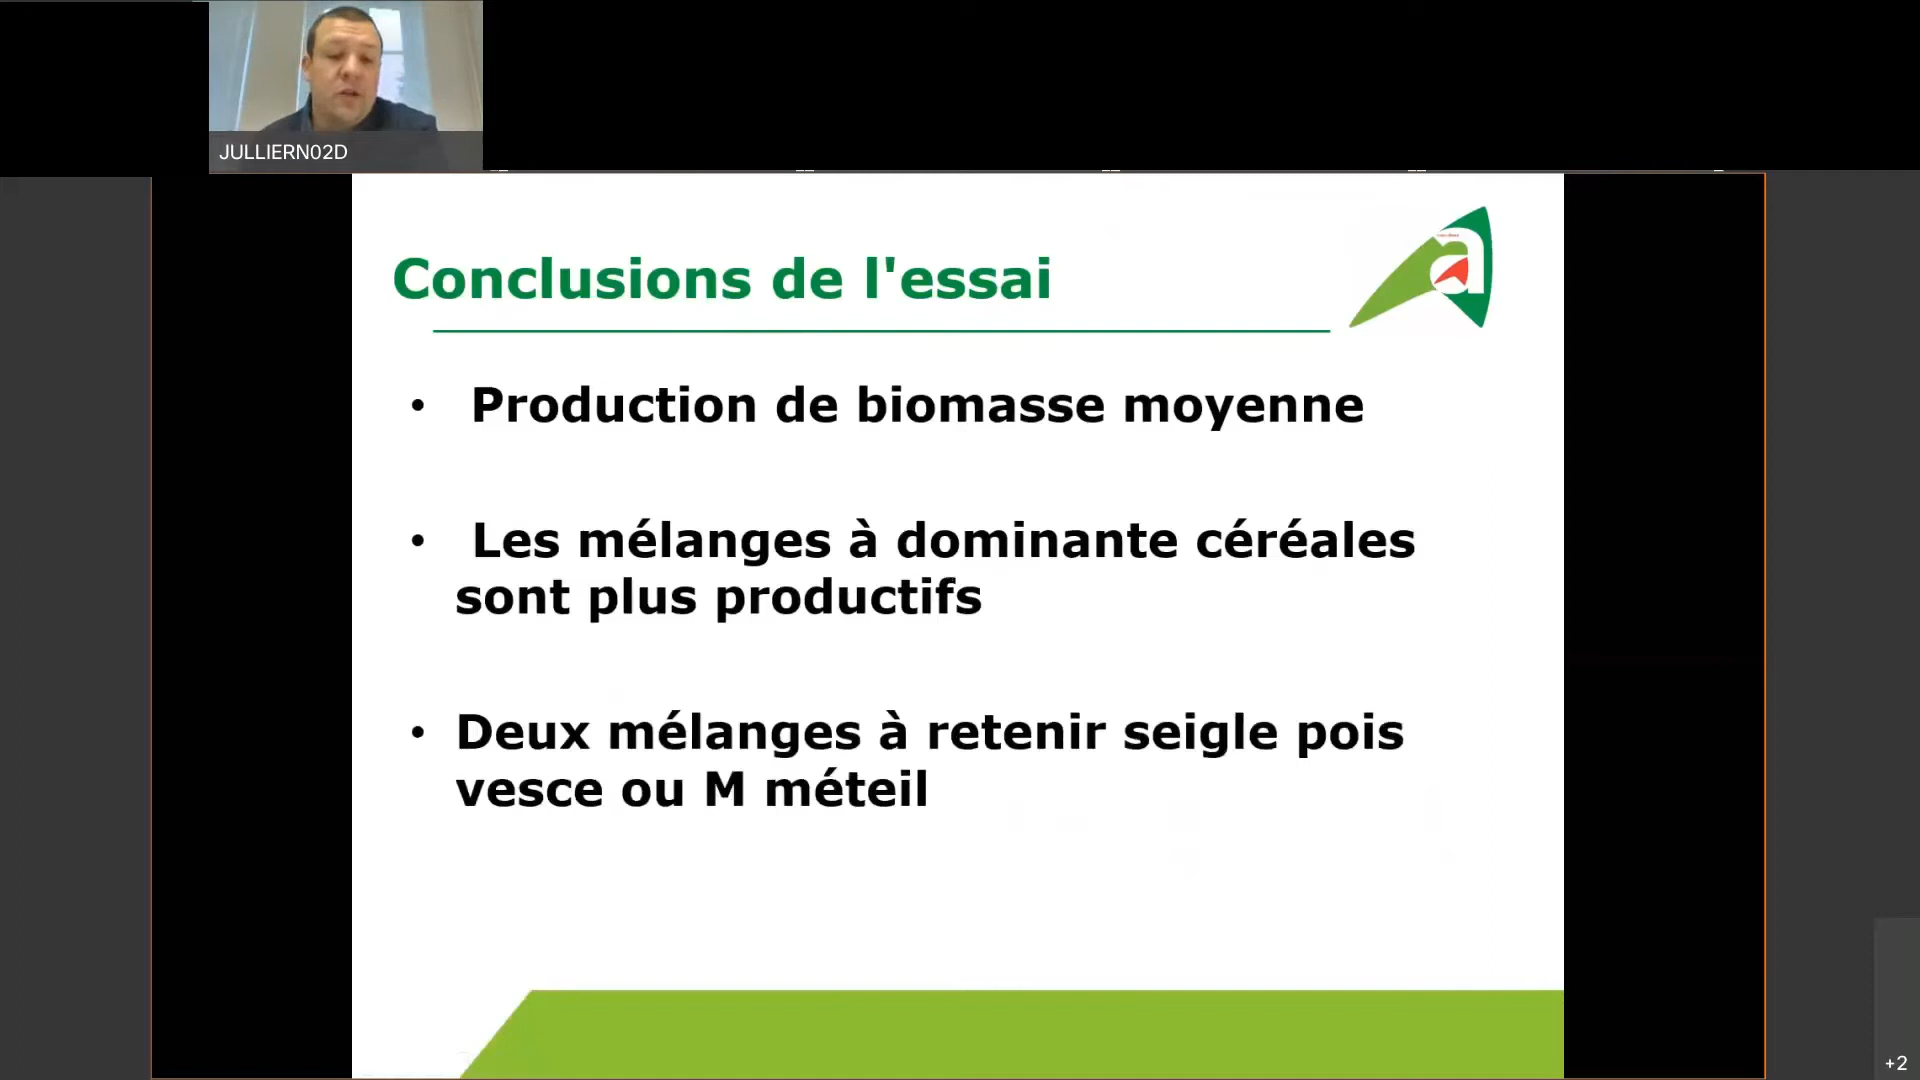 JULLIERN02D
Conclusions de l'essai
• Production de biomasse moyenne
• Les mélanges à dominante céréales
sont plus productifs
• Deux mélanges à retenir seigle pois
vesce ou M méteil
+2